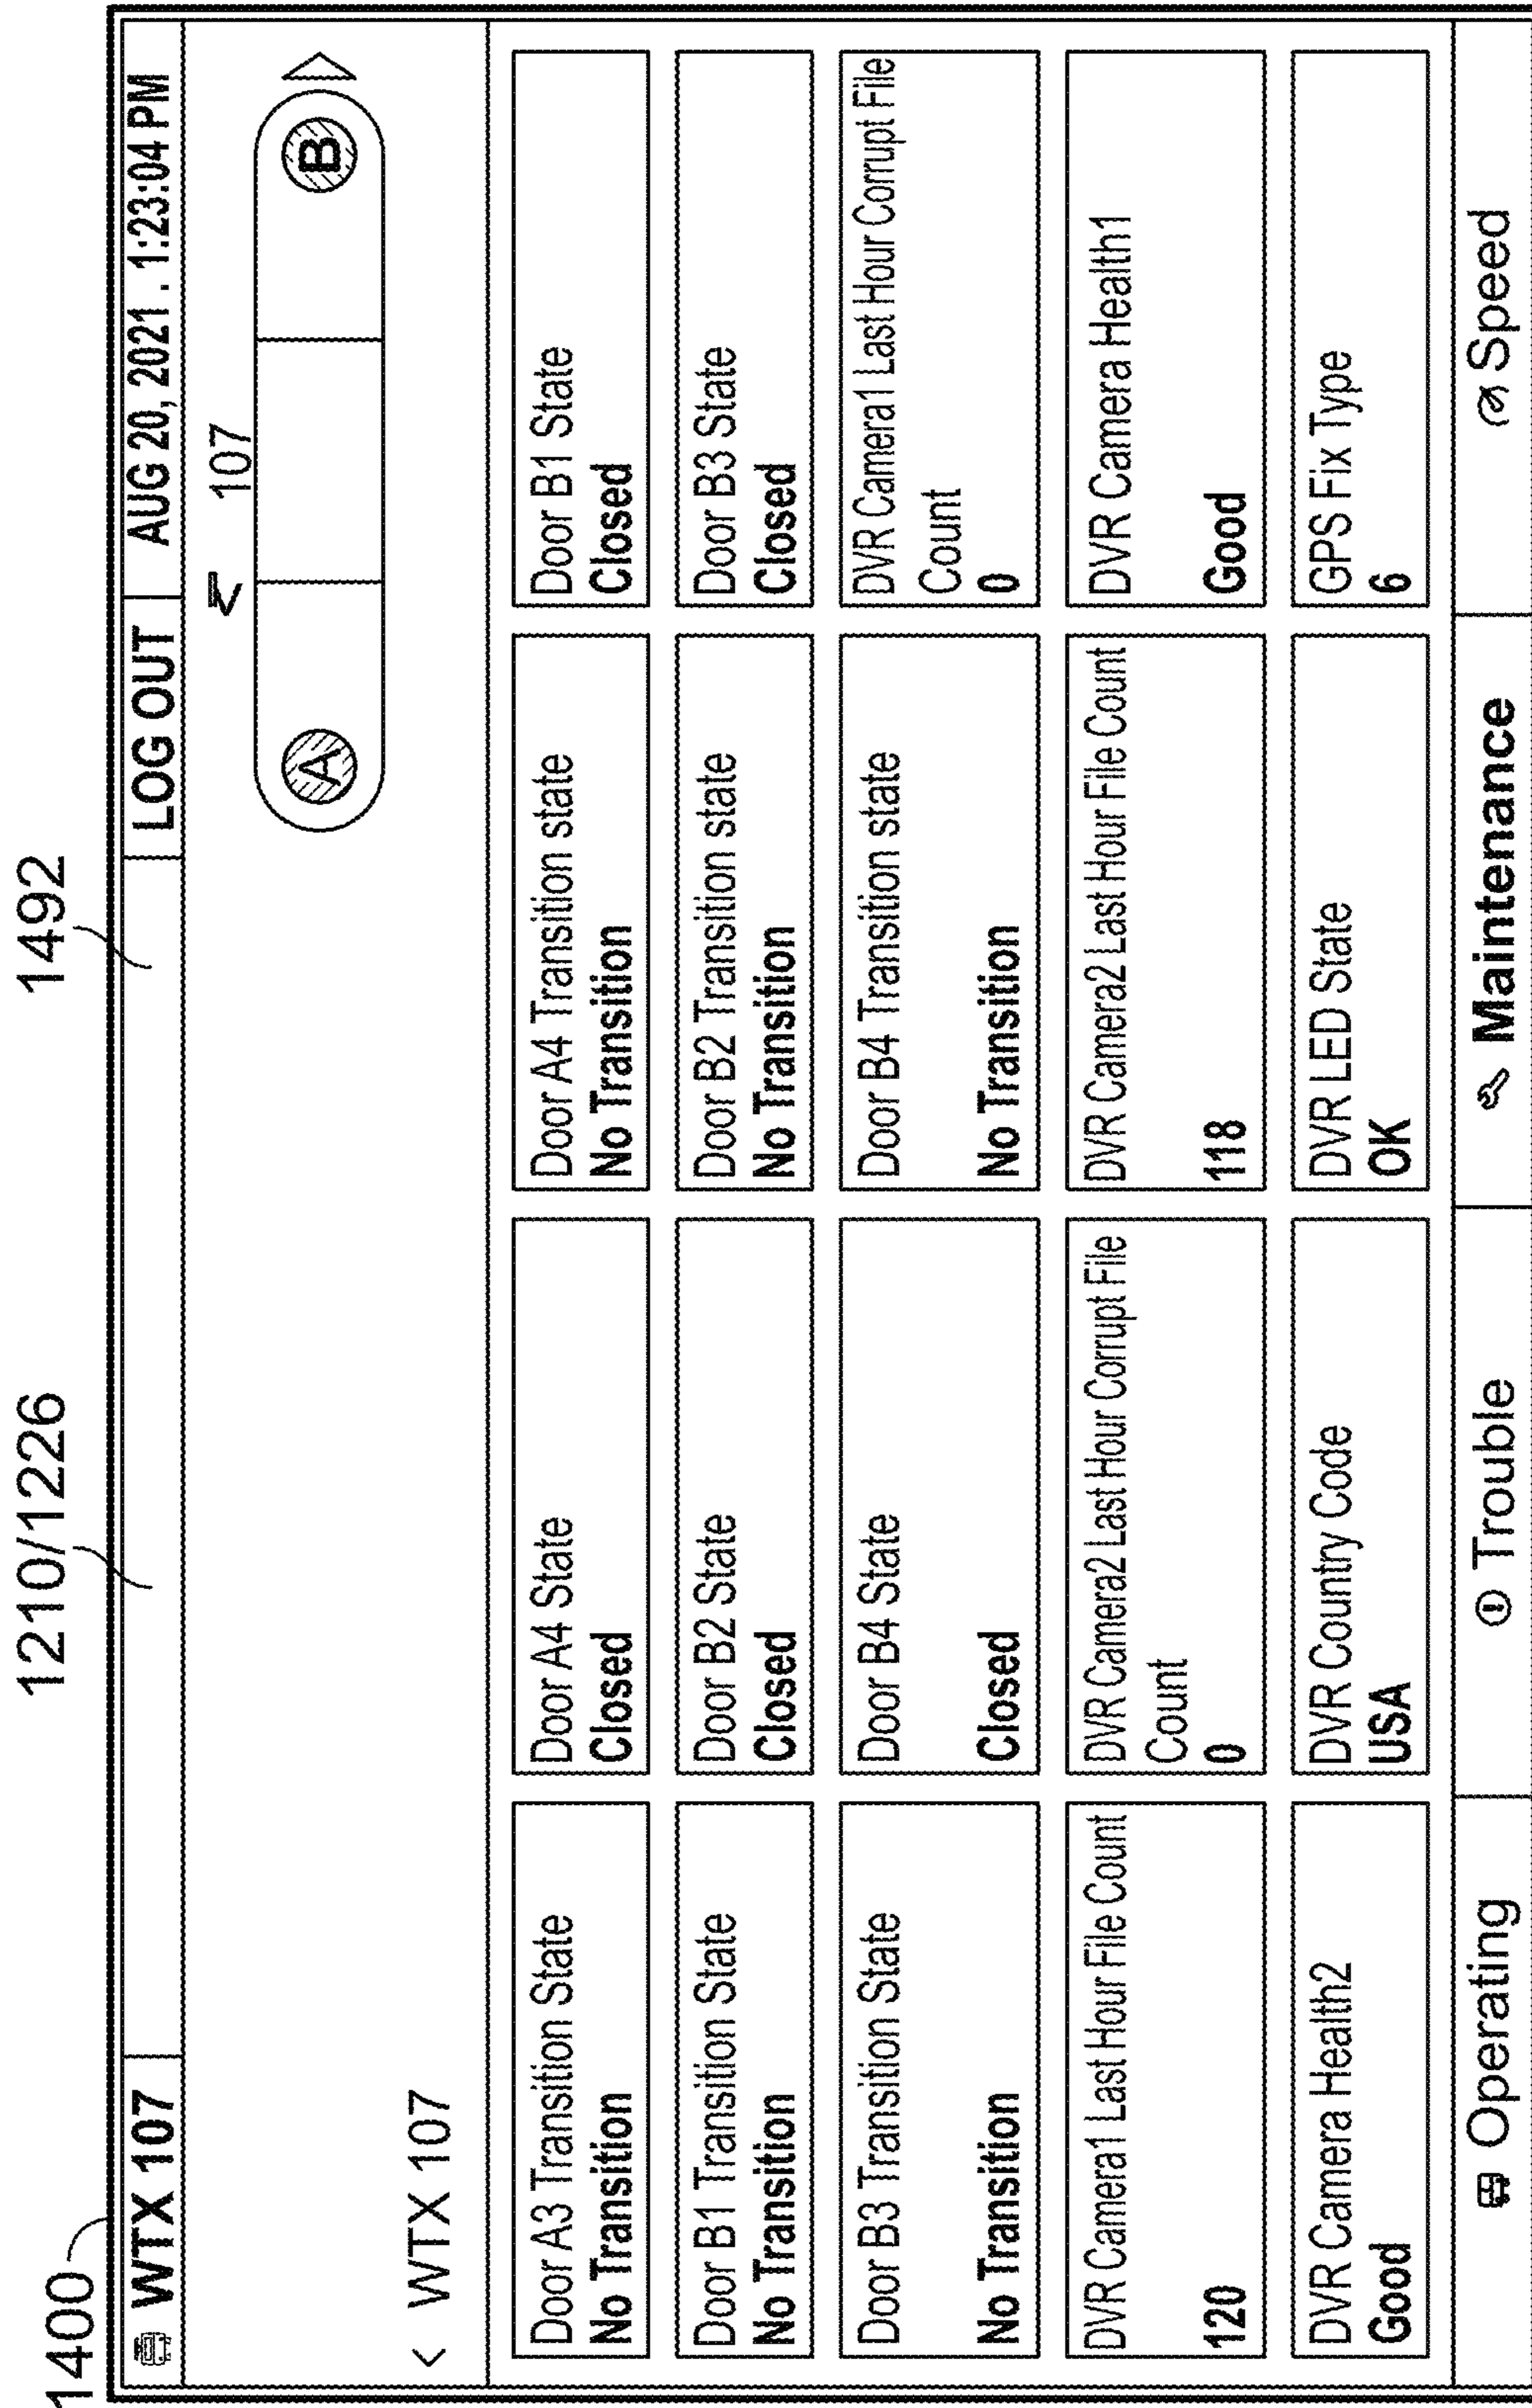 1400
1210/1226
1492
WTX 107
LOG OUT
AUG 20, 2021 . 1:23:04 PM
107
A
B
< WTX 107
Door A3 Transition State
No Transition
Door A4 State
Closed
Door A4 Transition state
No Transition
Door B1 State
Closed
Door B1 Transition State
No Transition
Door B2 State
Closed
Door B2 Transition state
No Transition
Door B3 State
Closed
Door B3 Transition State
No Transition
Door B4 State
Closed
Door B4 Transition state
No Transition
DVR Camera1 Last Hour Corrupt File
Count
0
DVR Camera1 Last Hour File Count
120
DVR Camera2 Last Hour Corrupt File
Count
0
DVR Camera2 Last Hour File Count
118
DVR Camera Health1
Good
DVR Camera Health2
Good
DVR Country Code
USA
DVR LED State
OK
GPS Fix Type
6
Operating
Trouble
Maintenance
Speed